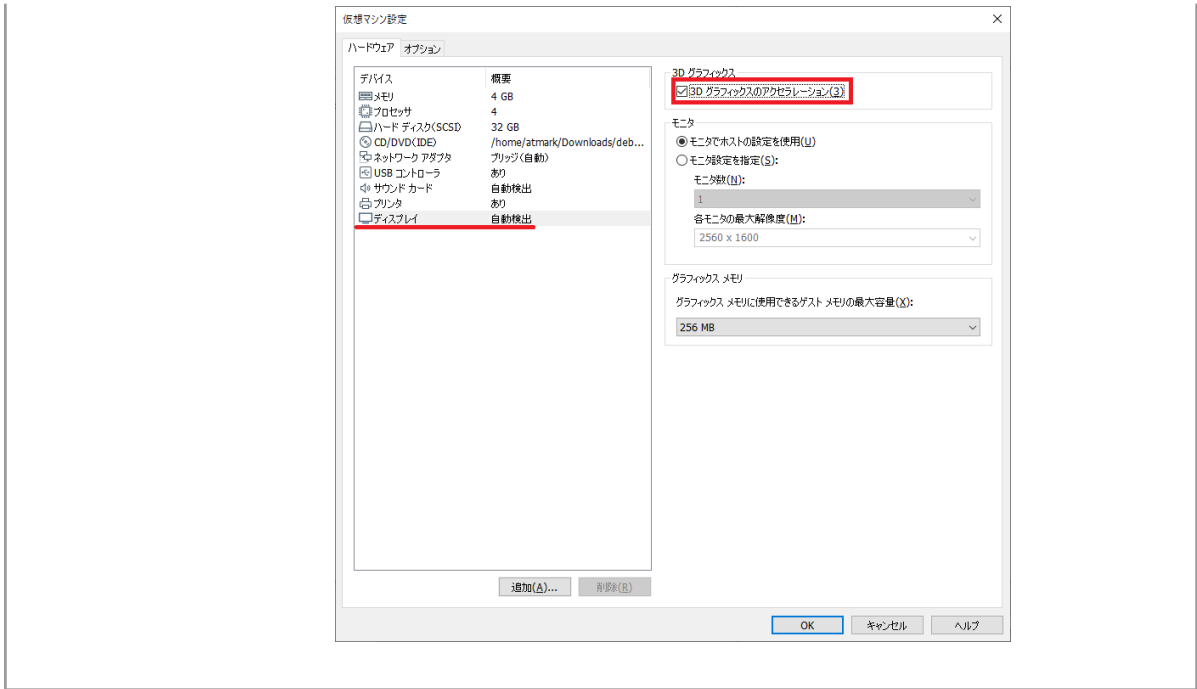 仮想マシン設定
ハードウェア オプション
デバイス 概要
メモリ 4 GB
プロセッサ 4
ハード ディスク(SCSI) 32 GB
CD/DVD(IDE) /home/atmark/Downloads/deb...
ネットワーク アダプタ ブリッジ(自動)
USB コントローラ あり
サウンド カード 自動検出
プリンタ あり
ディスプレイ 自動検出
追加(A)... 削除(R)
3D グラフィックス
3D グラフィックスのアクセラレーション(3)
モニタ
モニタでホストの設定を使用(U)
モニタ設定を指定(S):
モニタ数(N):
1
各モニタの最大解像度(M):
2560 x 1600
グラフィックス メモリ
グラフィックス メモリに使用できるゲスト メモリの最大容量(X):
256 MB
OK キャンセル ヘルプ